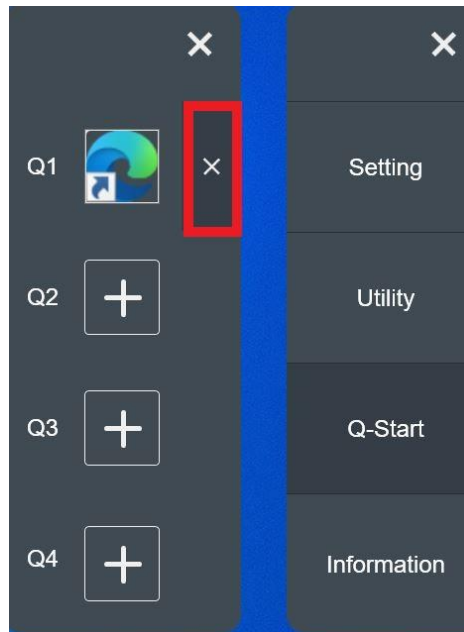 Q1
Q2
Q3
Q4
Setting
Utility
Q-Start
Information